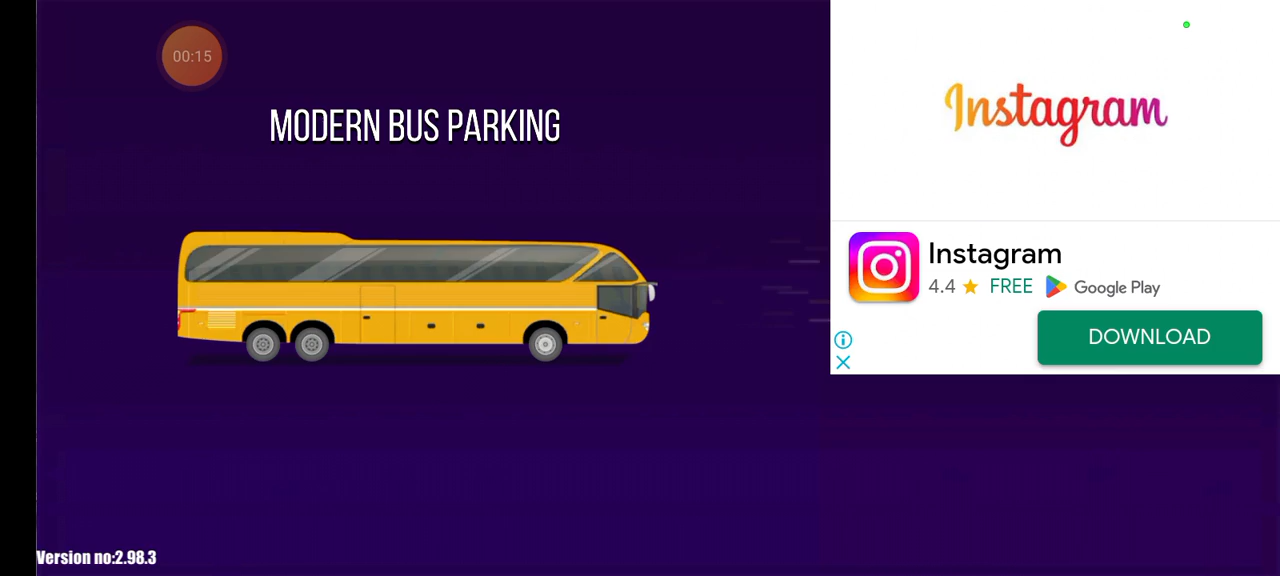 00:15
MODERN BUS PARKING
Instagram
Instagram
4.4 ★ FREE Google Play
DOWNLOAD
Version no:2.98.3